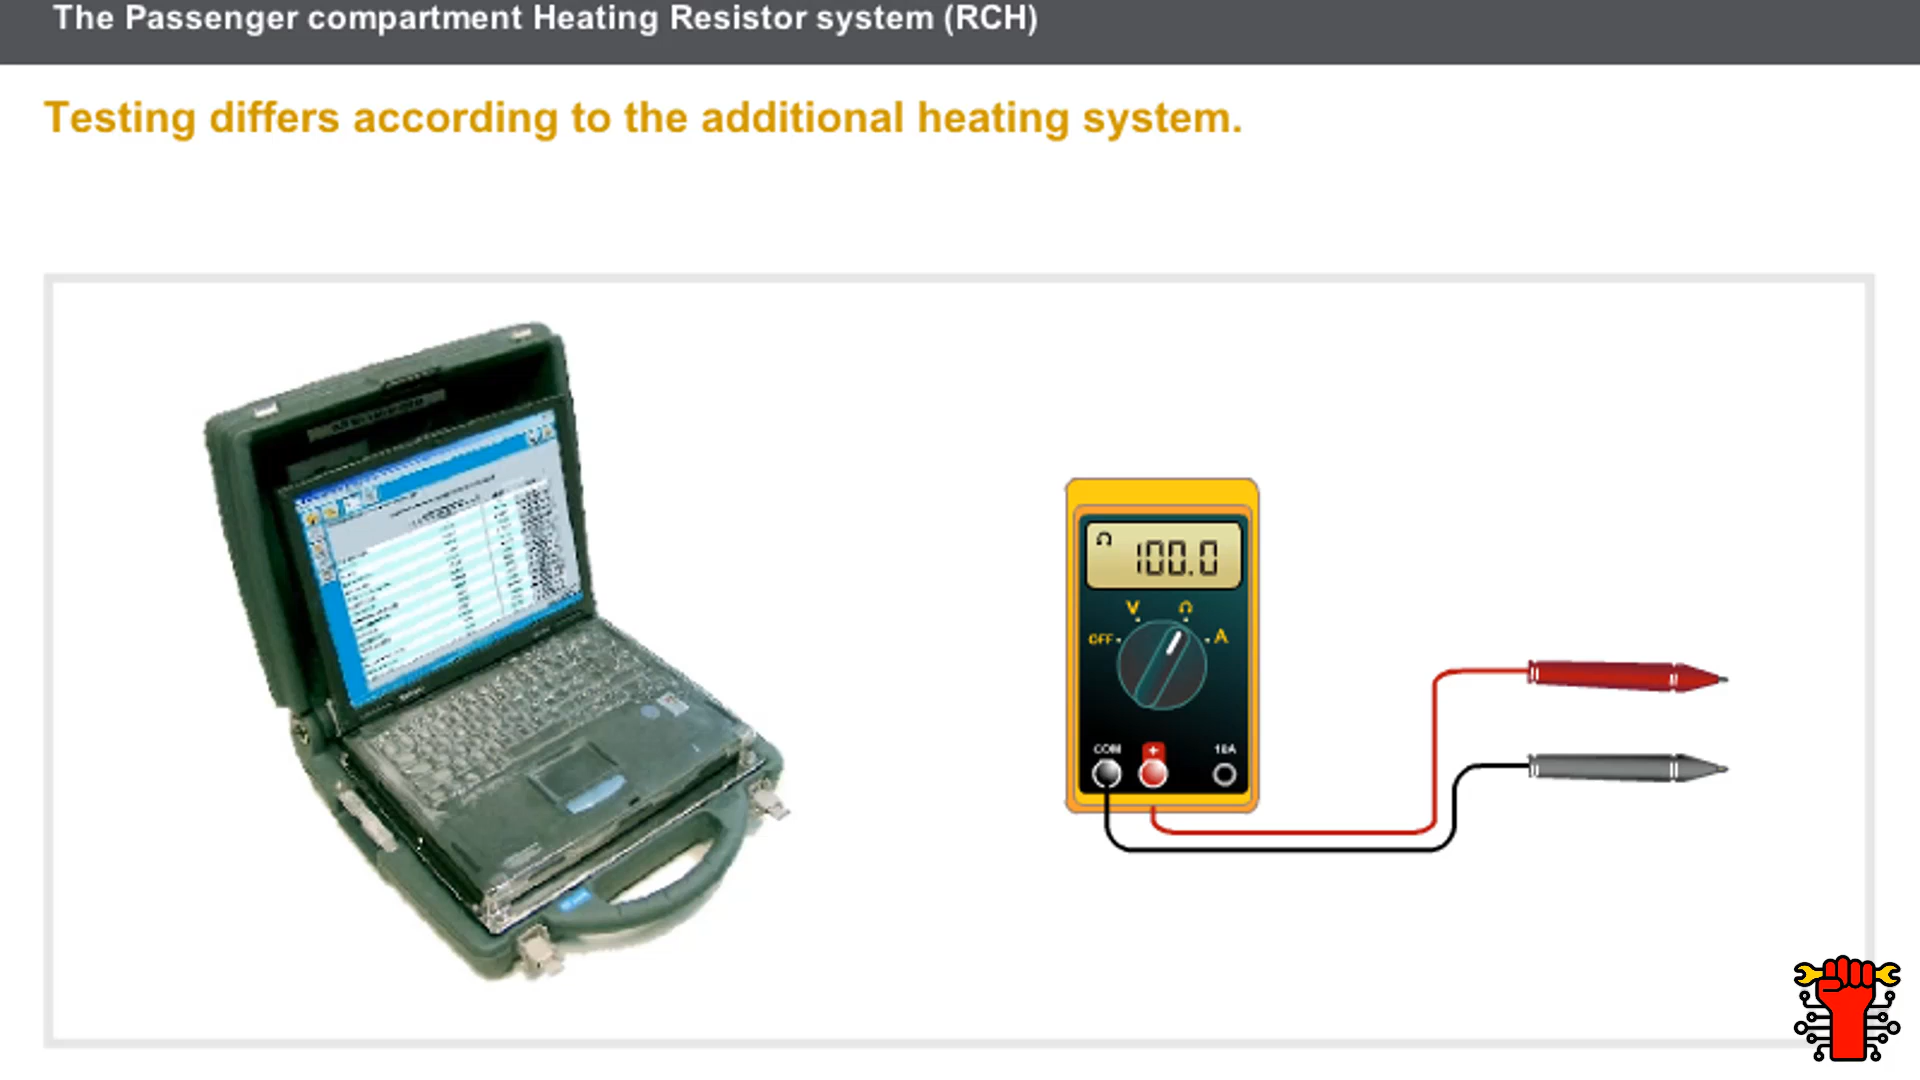 The Passenger compartment Heating Resistor system (RCH)
Testing differs according to the additional heating system.
Ω 100.0
V Ω
OFF A
COM + 10A